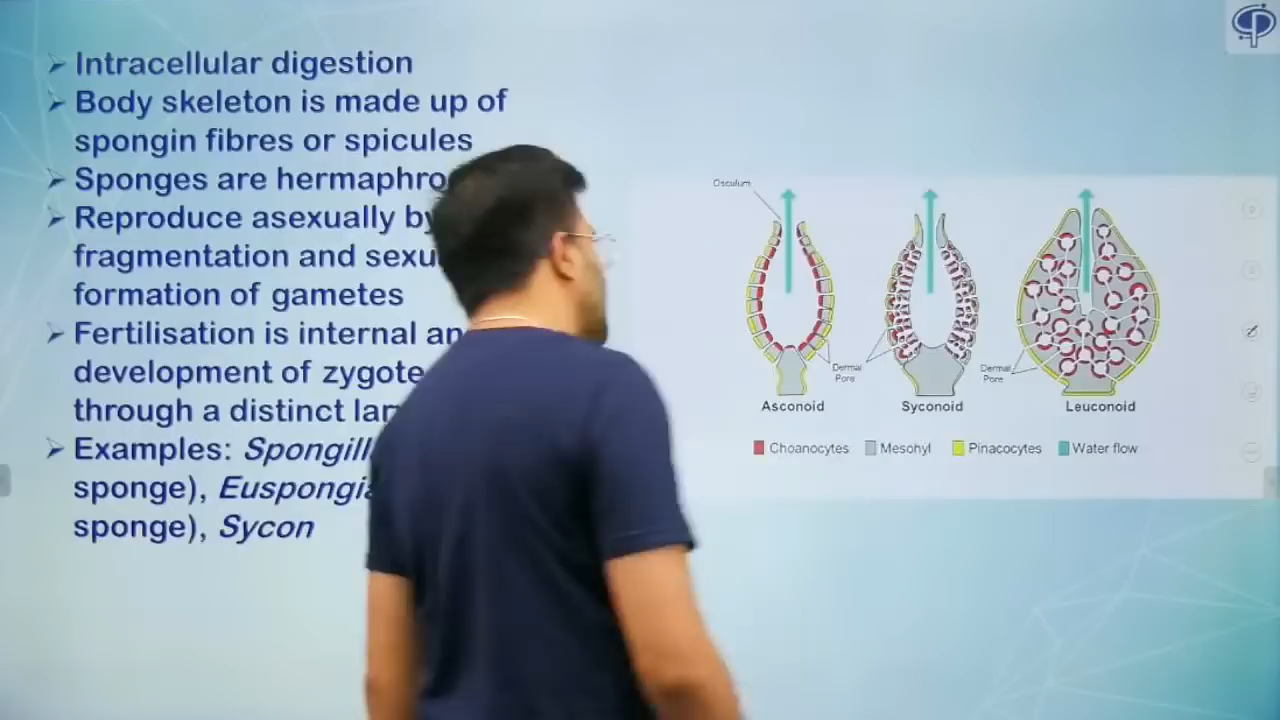 ➢ Intracellular digestion
➢ Body skeleton is made up of
spongin fibres or spicules
➢ Sponges are hermaphro
➢ Reproduce asexually by
fragmentation and sexu
formation of gametes
➢ Fertilisation is internal an
development of zygote
through a distinct lar
➢ Examples: Spongill
sponge), Euspongia
sponge), Sycon
Osculum
Dermal
Pore
Dermal
Pore
Asconoid
Syconoid
Leuconoid
Choanocytes
Mesohyl
Pinacocytes
Water flow